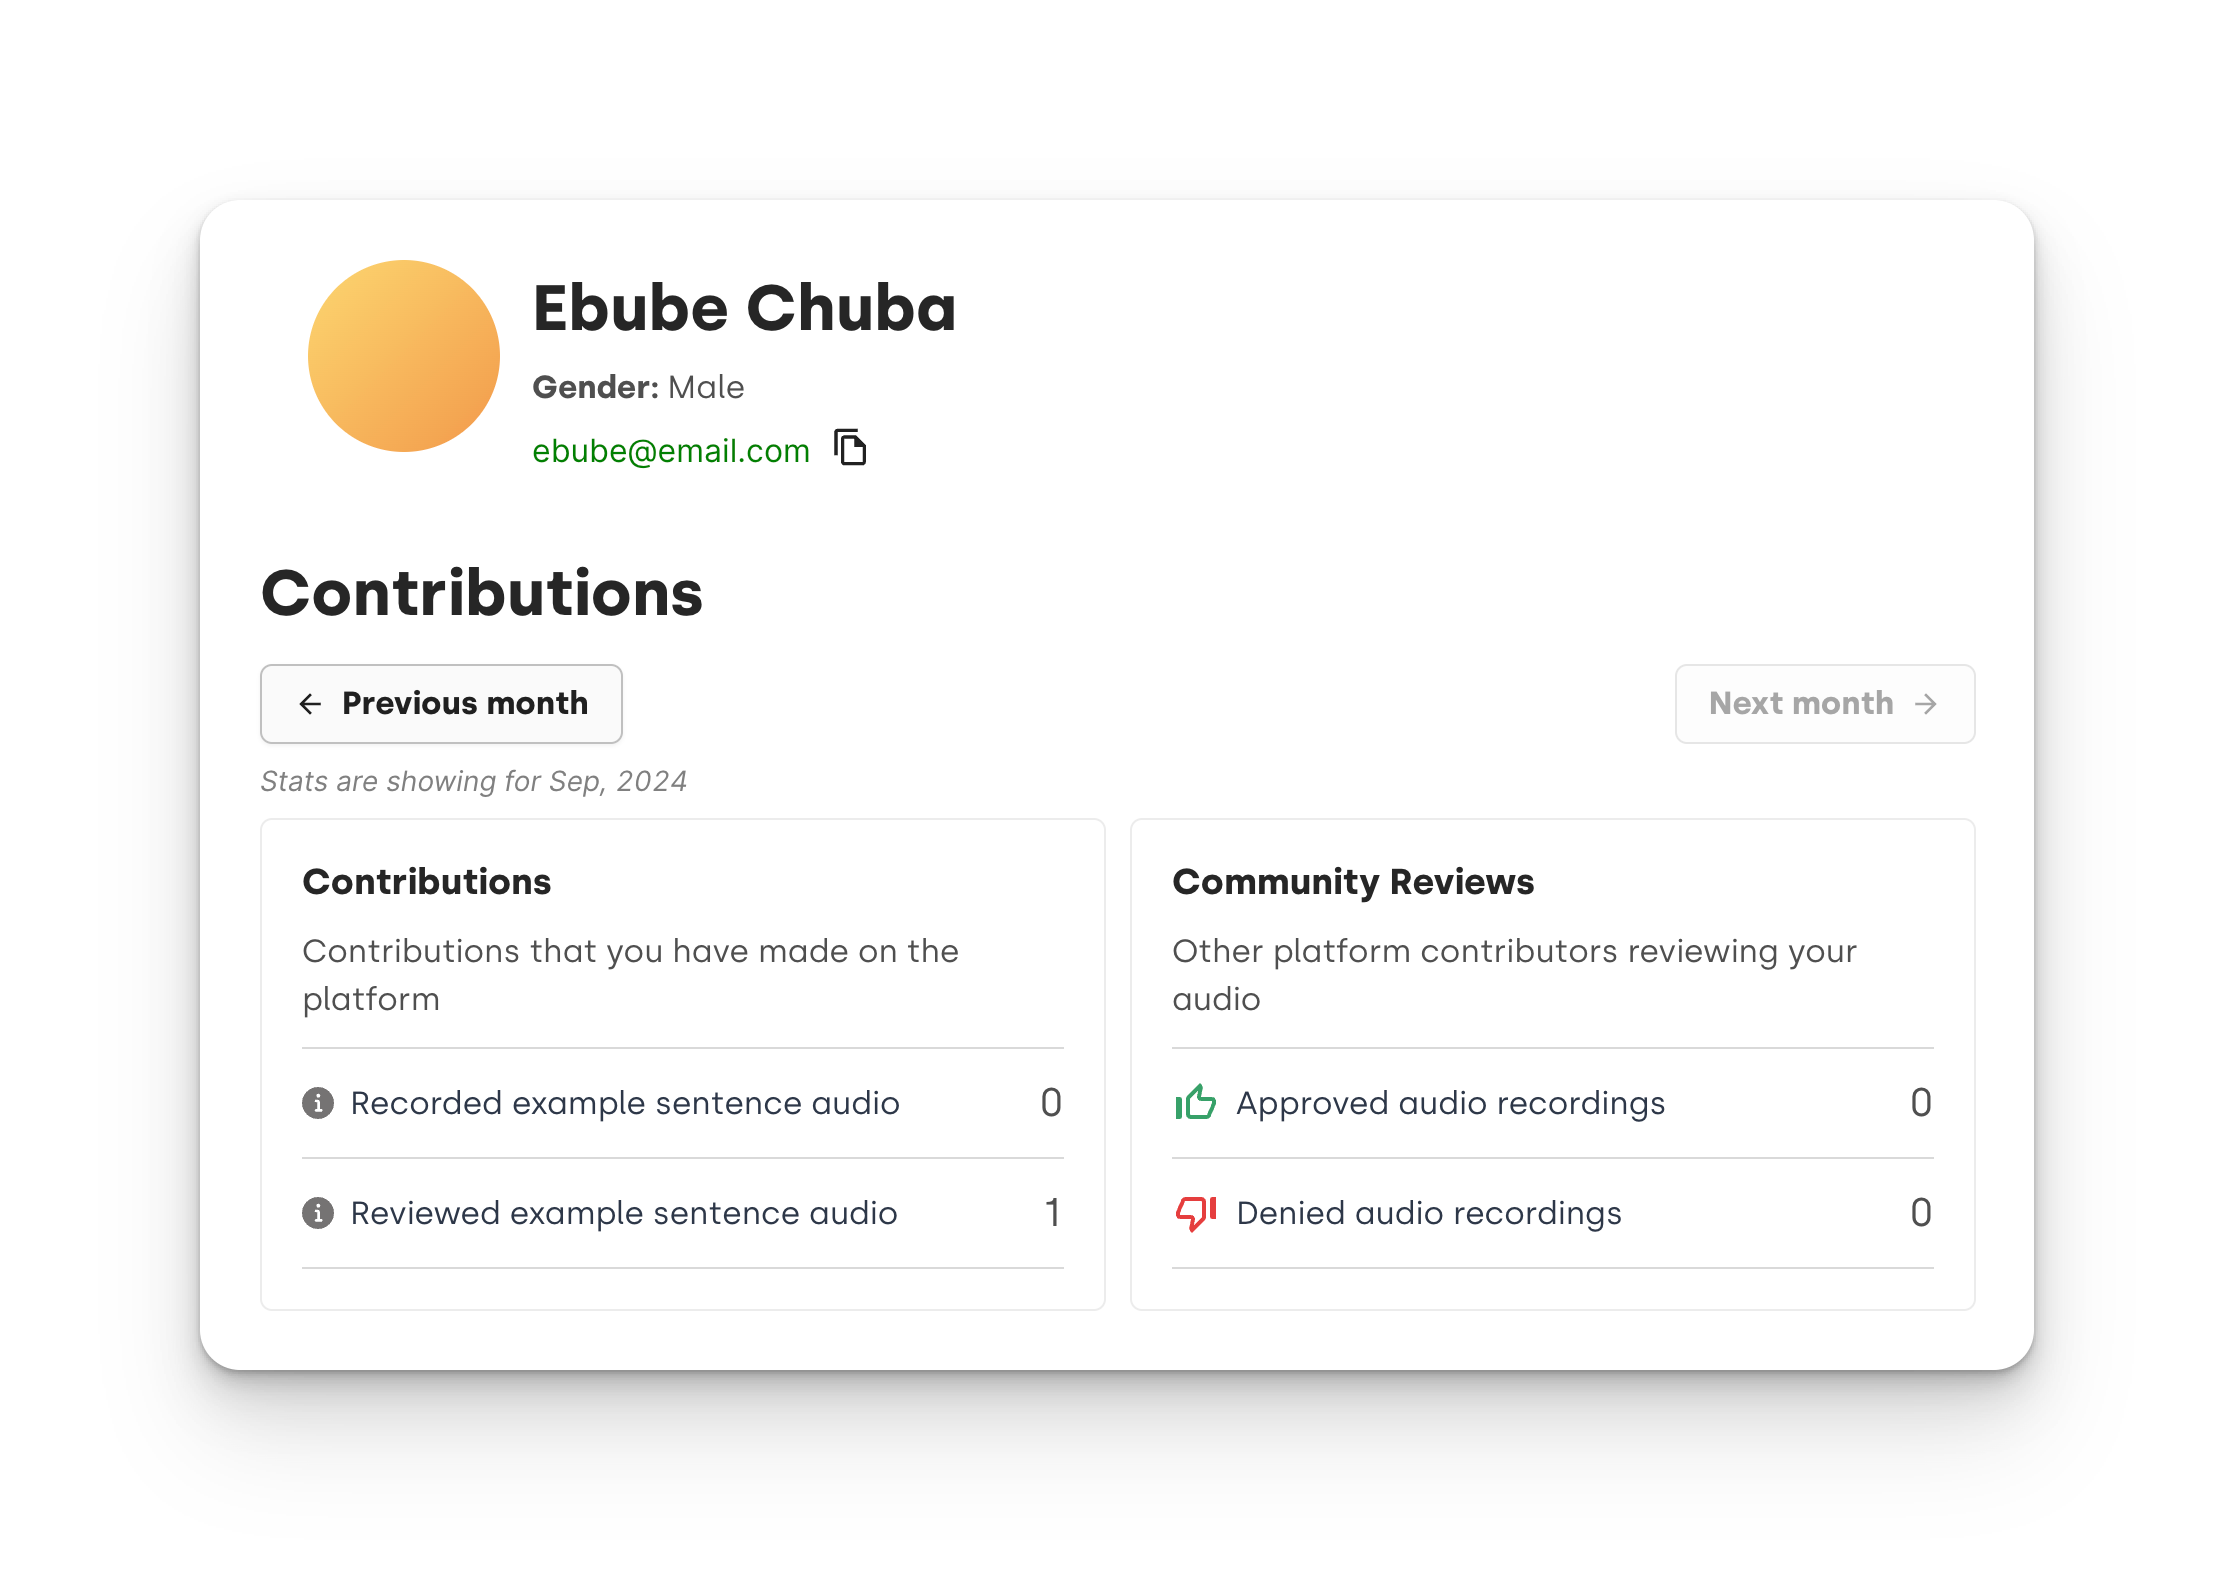 Ebube Chuba
Gender: Male
ebube@email.com
Contributions
Previous month
Next month
Stats are showing for Sep, 2024
Contributions
Contributions that you have made on the
platform
Recorded example sentence audio 0
Reviewed example sentence audio 1
Community Reviews
Other platform contributors reviewing your
audio
Approved audio recordings 0
Denied audio recordings 0